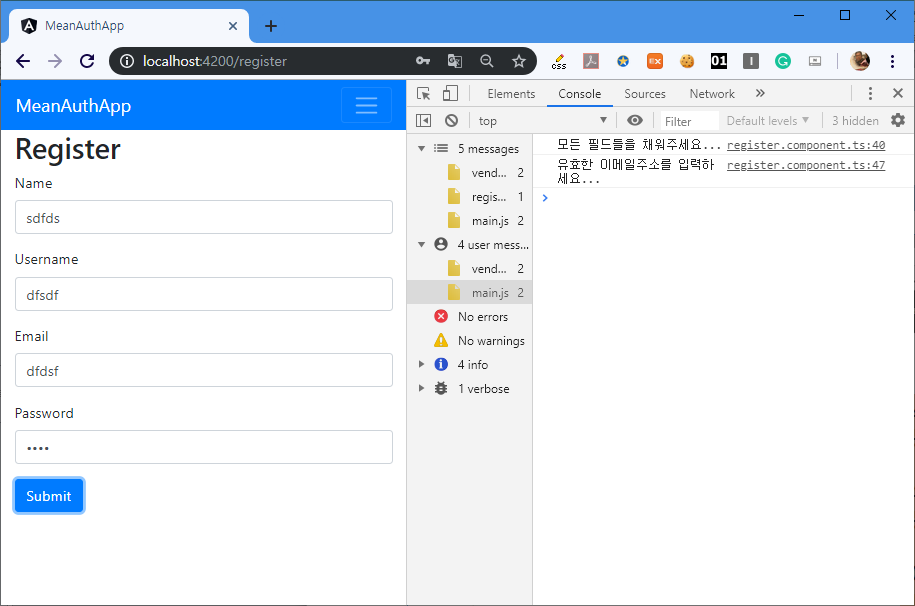 MeanAuthApp
localhost:4200/register
css
01
MeanAuthApp
Register
Name
sdfds
Username
dfsdf
Email
dfdsf
Password
••••
Submit
Elements
Console
Sources
Network
top
Filter
Default levels
3 hidden
5 messages
vend... 2
regis... 1
main.js 2
4 user mess...
vend... 2
main.js 2
No errors
No warnings
4 info
1 verbose
모든 필드들을 채워주세요... register.component.ts:40
유효한 이메일주소를 입력하 register.component.ts:47
세요...